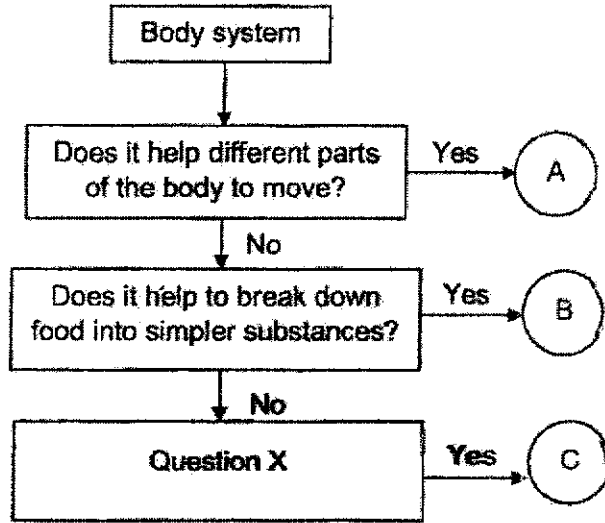 Body system
Does it help different parts
of the body to move?
Yes
A
No
Does it help to break down
food into simpler substances?
Yes
B
No
Question X
Yes
C